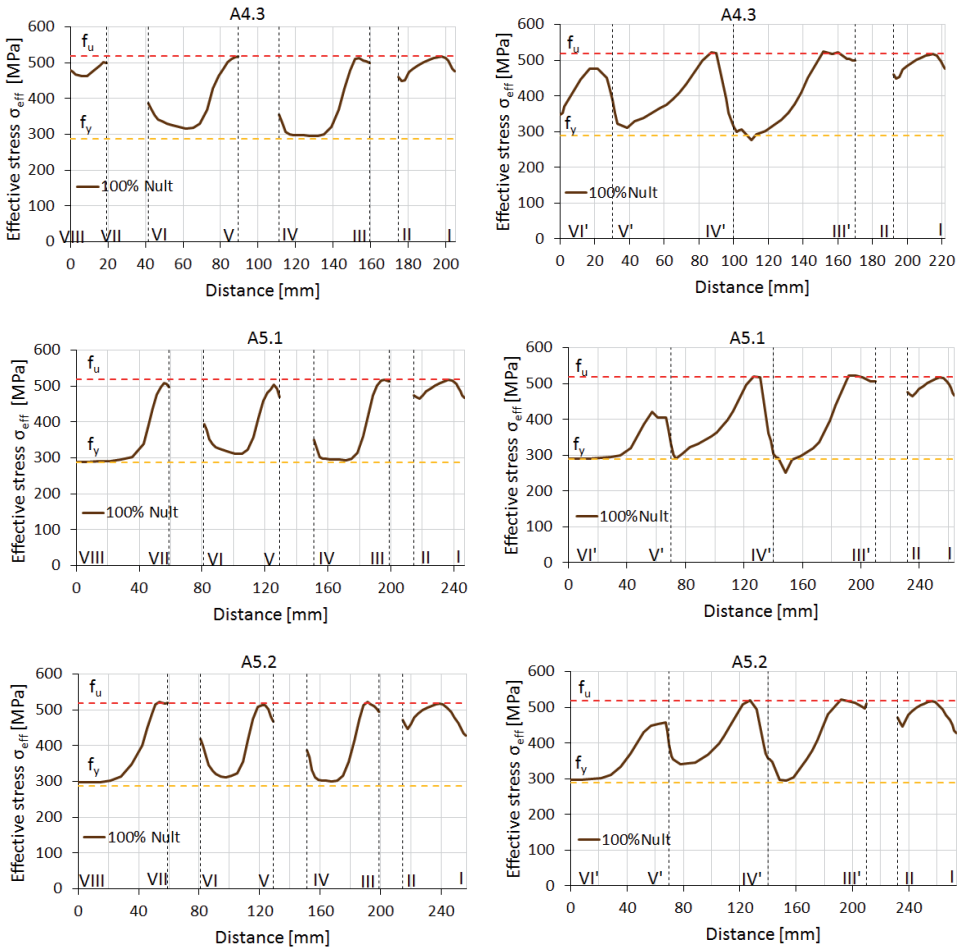 A4.3
Effective stress σeff [MPa]
600
500
400
300
200
100
0
fu
fy
100% Nult
VIII VII VI V IV III II I
0 20 40 60 80 100 120 140 160 180 200
Distance [mm]
A4.3
Effective stress σeff [MPa]
600
500
400
300
200
100
0
fu
fy
100%Nult
VI' V' IV' III' II I
0 20 40 60 80 100 120 140 160 180 200 220
Distance [mm]
A5.1
Effective stress σeff [MPa]
600
500
400
300
200
100
0
fu
fy
100% Nult
VIII VII VI V IV III II I
0 40 80 120 160 200 240
Distance [mm]
A5.1
Effective stress σeff [MPa]
600
500
400
300
200
100
0
fu
fy
100%Nult
VI' V' IV' III' II I
0 40 80 120 160 200 240
Distance [mm]
A5.2
Effective stress σeff [MPa]
600
500
400
300
200
100
0
fu
fy
100% Nult
VIII VII VI V IV III II I
0 40 80 120 160 200 240
Distance [mm]
A5.2
Effective stress σeff [MPa]
600
500
400
300
200
100
0
fu
fy
100%Nult
VI' V' IV' III' II I
0 40 80 120 160 200 240
Distance [mm]